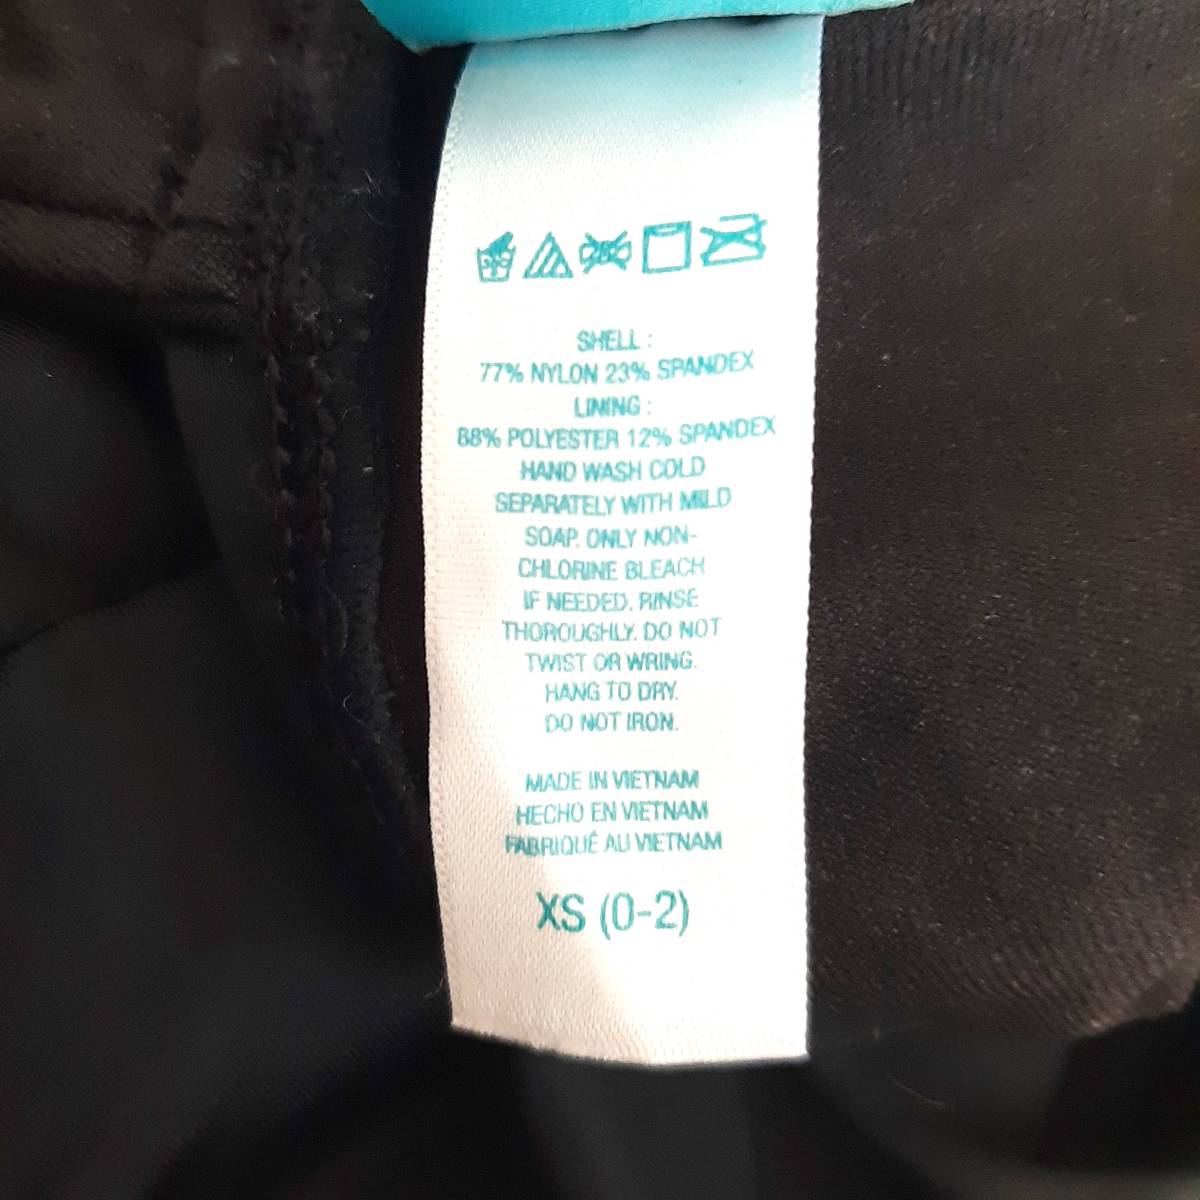 SHELL :
77% NYLON 23% SPANDEX
LINING :
88% POLYESTER 12% SPANDEX
HAND WASH COLD
SEPARATELY WITH MILD
SOAP. ONLY NON-
CHLORINE BLEACH
IF NEEDED. RINSE
THOROUGHLY. DO NOT
TWIST OR WRING.
HANG TO DRY.
DO NOT IRON.
MADE IN VIETNAM
HECHO EN VIETNAM
FABRIQUÉ AU VIETNAM
XS (0-2)